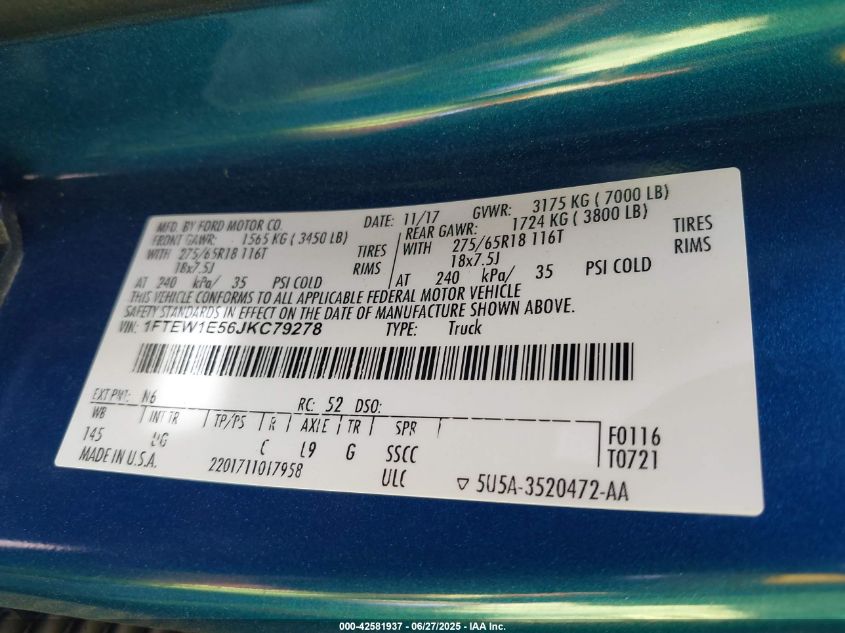 MFD. BY FORD MOTOR CO. DATE: 11/17 GVWR: 3175 KG ( 7000 LB)
FRONT GAWR: 1565 KG ( 3450 LB) REAR GAWR: 1724 KG ( 3800 LB)
WITH 275/65R18 116T TIRES WITH 275/65R18 116T TIRES
18x7.5J RIMS 18x7.5J RIMS
AT 240 kPa/ 35 PSI COLD AT 240 kPa/ 35 PSI COLD
THIS VEHICLE CONFORMS TO ALL APPLICABLE FEDERAL MOTOR VEHICLE
SAFETY STANDARDS IN EFFECT ON THE DATE OF MANUFACTURE SHOWN ABOVE.
VIN: 1FTEW1E56JKC79278 TYPE: Truck
EXT PNT: N6 RC: 52 DSO:
WB INT TR TP/PS R AXLE TR SPR F0116
145 UG C L9 G SSCC T0721
MADE IN U.S.A. 2201711017958 ULC ▽ 5U5A-3520472-AA
000-42581937 - 06/27/2025 - IAA Inc.